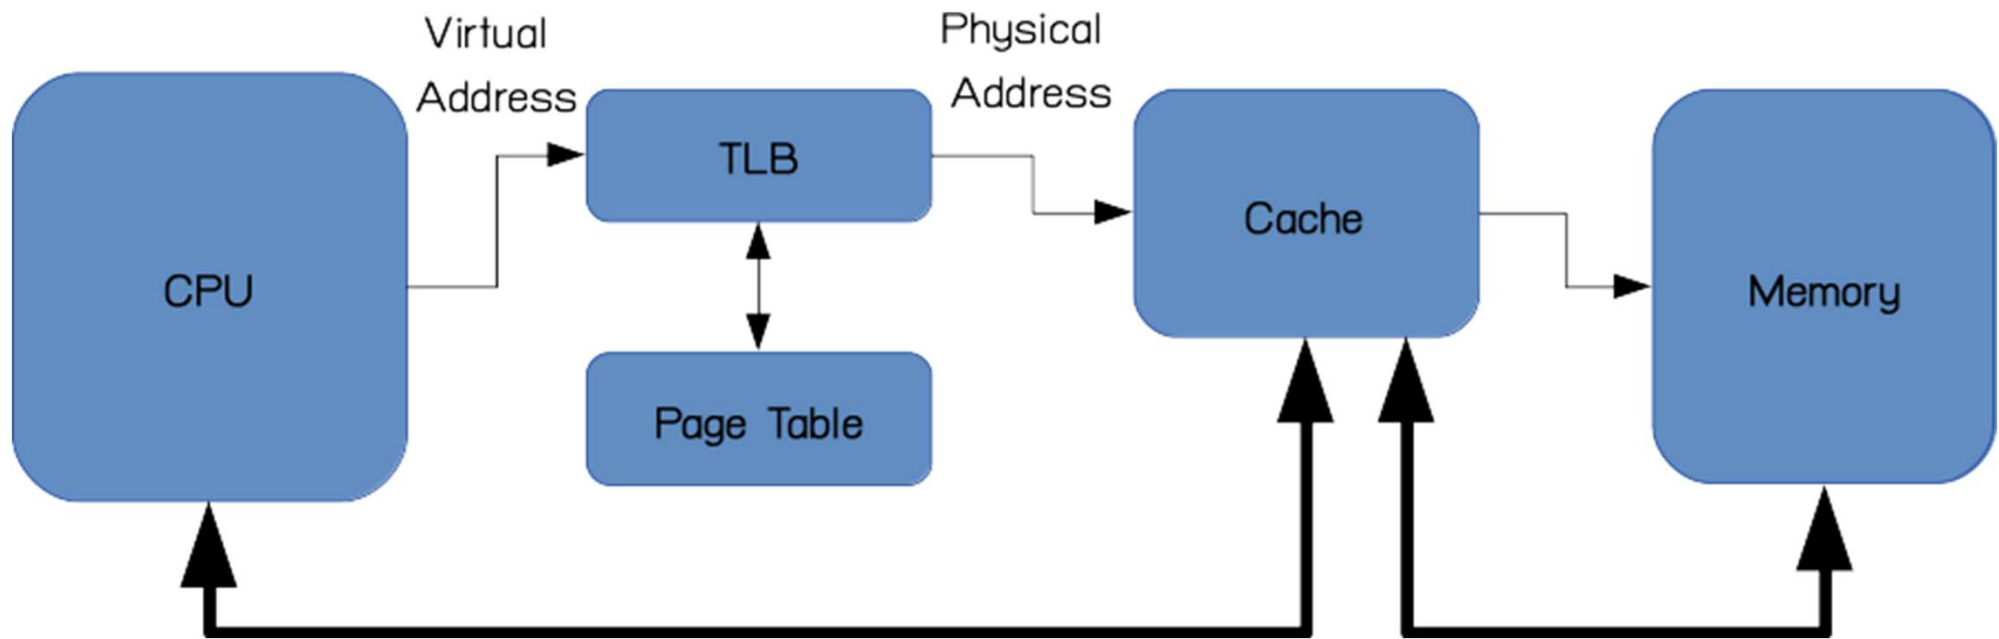 Virtual
Address
Physical
Address
CPU
TLB
Page Table
Cache
Memory